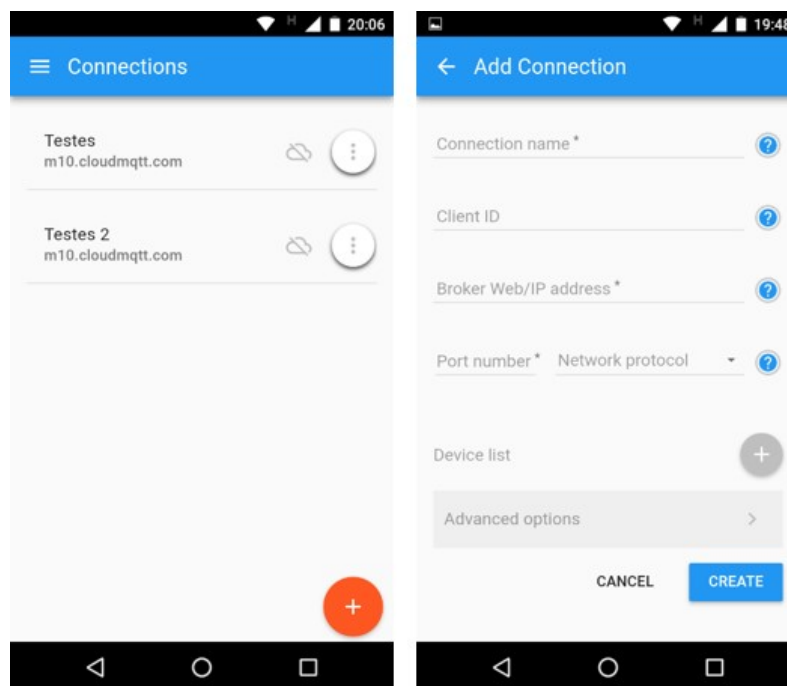 H 20:06
Connections
Testes
m10.cloudmqtt.com
Testes 2
m10.cloudmqtt.com
+
H 19:48
Add Connection
Connection name *
?
Client ID
?
Broker Web/IP address *
?
Port number * Network protocol
?
Device list
+
Advanced options
CANCEL CREATE